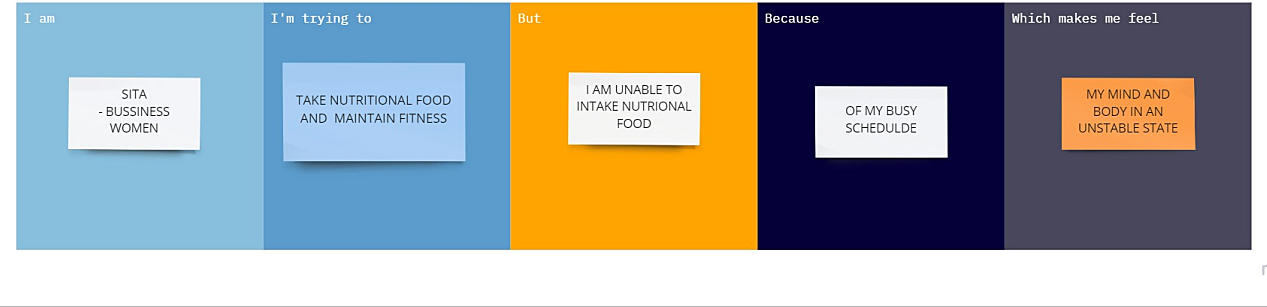 I am
SITA
- BUSSINESS
WOMEN
I'm trying to
TAKE NUTRITIONAL FOOD
AND MAINTAIN FITNESS
But
I AM UNABLE TO
INTAKE NUTRIONAL
FOOD
Because
OF MY BUSY
SCHEDULDE
Which makes me feel
MY MIND AND
BODY IN AN
UNSTABLE STATE